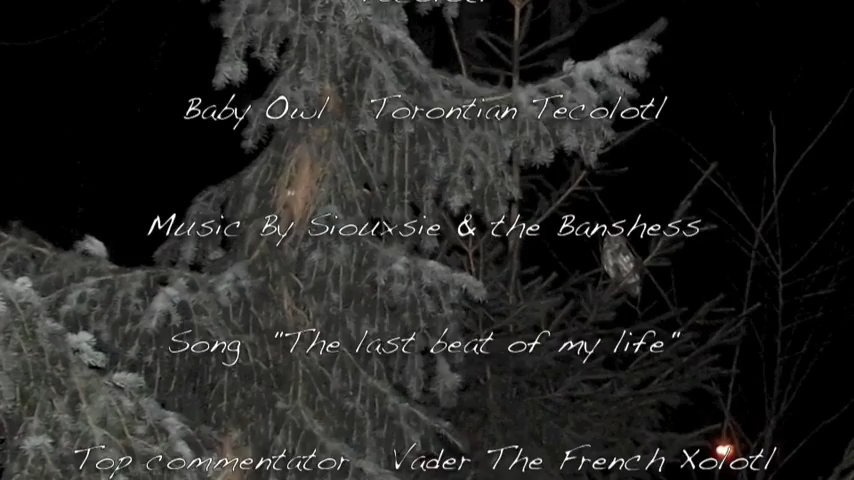 Baby Owl Torontian Tecolotl
Music By Siouxsie & the Banshess
Song "The last beat of my life"
Top commentator Vader The French Xolotl